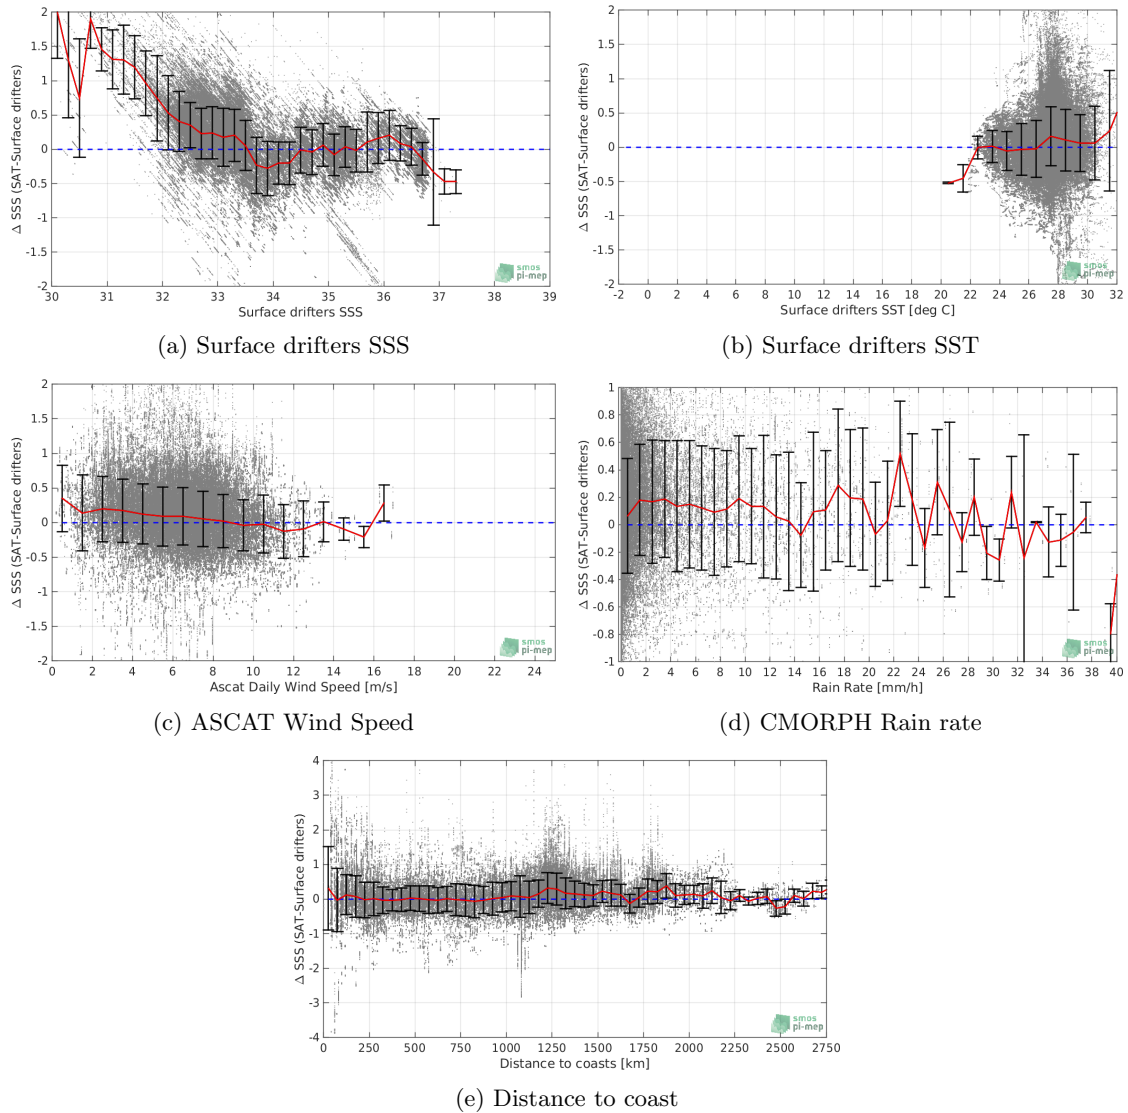 2
1.5
1
0.5
0
-0.5
-1
-1.5
-2
Δ SSS (SAT-Surface drifters)
30 31 32 33 34 35 36 37 38 39
Surface drifters SSS
smos
pi-mep
(a) Surface drifters SSS
2
1.5
1
0.5
0
-0.5
-1
-1.5
-2
Δ SSS (SAT-Surface drifters)
-2 0 2 4 6 8 10 12 14 16 18 20 22 24 26 28 30 32
Surface drifters SST [deg C]
smos
pi-mep
(b) Surface drifters SST
2
1.5
1
0.5
0
-0.5
-1
-1.5
-2
Δ SSS (SAT-Surface drifters)
0 2 4 6 8 10 12 14 16 18 20 22 24
Ascat Daily Wind Speed [m/s]
smos
pi-mep
(c) ASCAT Wind Speed
1
0.8
0.6
0.4
0.2
0
-0.2
-0.4
-0.6
-0.8
-1
Δ SSS (SAT-Surface drifters)
0 2 4 6 8 10 12 14 16 18 20 22 24 26 28 30 32 34 36 38 40
Rain Rate [mm/h]
smos
pi-mep
(d) CMORPH Rain rate
4
3
2
1
0
-1
-2
-3
-4
Δ SSS (SAT-Surface drifters)
0 250 500 750 1000 1250 1500 1750 2000 2250 2500 2750
Distance to coasts [km]
smos
pi-mep
(e) Distance to coast